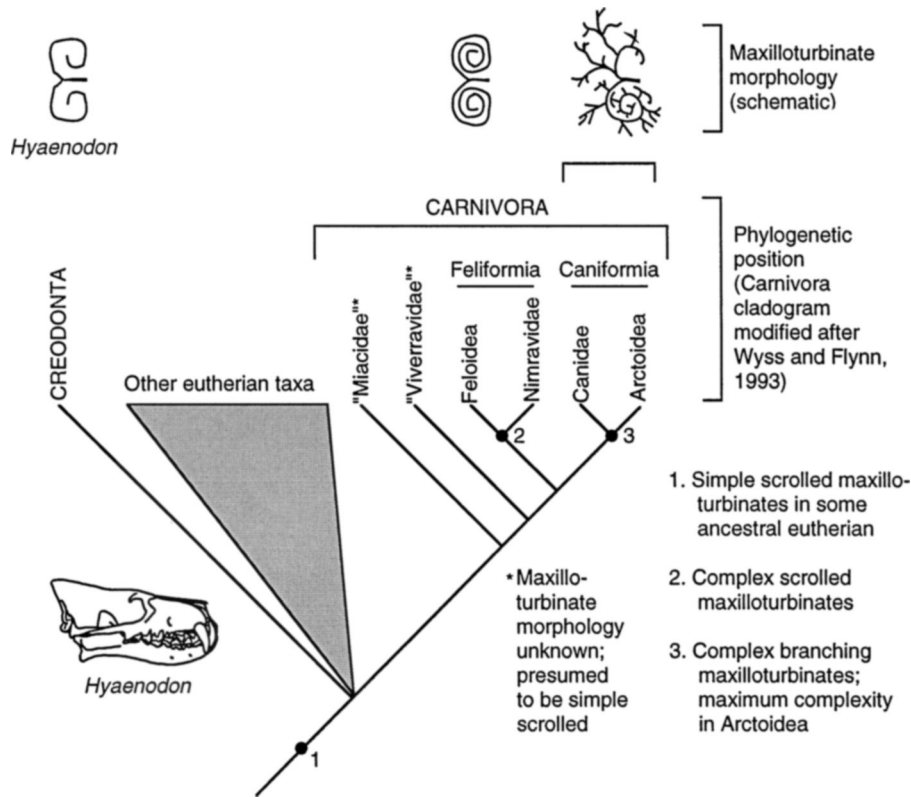 Maxilloturbinate
morphology
(schematic)
Hyaenodon
CARNIVORA
Phylogenetic
position
(Carnivora
cladogram
modified after
Wyss and Flynn,
1993)
Feliformia
Caniformia
CREODONTA
Other eutherian taxa
"Miacidae"*
"Viverravidae"*
Feloidea
Nimravidae
Canidae
Arctoidea
2
3
1. Simple scrolled maxillo-
turbinates in some
ancestral eutherian
2. Complex scrolled
maxilloturbinates
3. Complex branching
maxilloturbinates;
maximum complexity
in Arctoidea
* Maxillo-
turbinate
morphology
unknown;
presumed
to be simple
scrolled
Hyaenodon
1